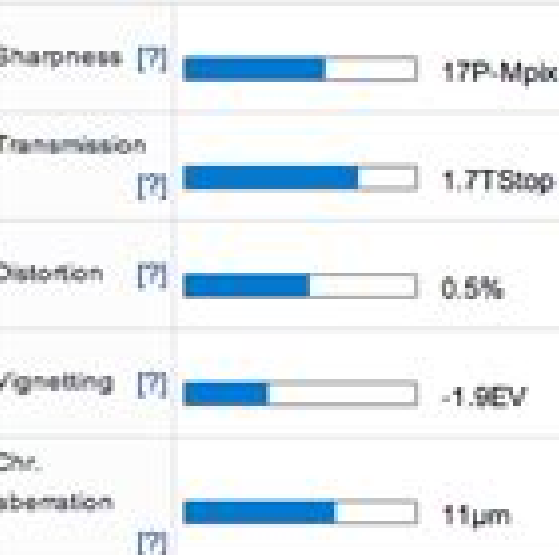 Sharpness [?] 17P-Mpix
Transmission
[?] 1.7TStop
Distortion [?] 0.5%
Vignetting [?] -1.9EV
Chr.
aberration
[?] 11µm